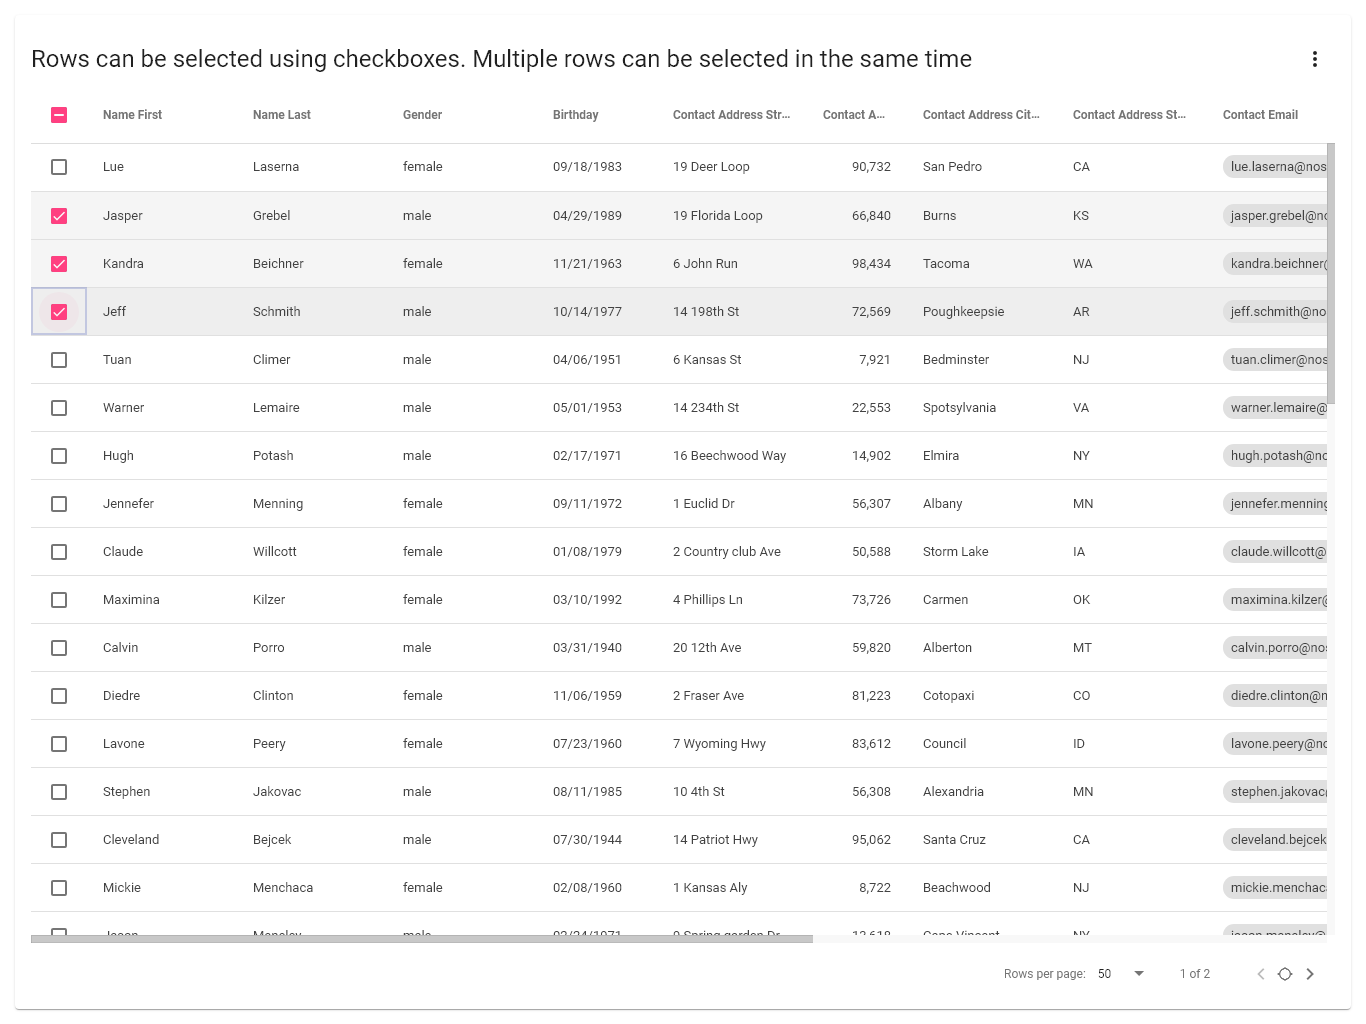 Rows can be selected using checkboxes. Multiple rows can be selected in the same time
Name First Name Last Gender Birthday Contact Address Str... Contact A... Contact Address Cit... Contact Address St... Contact Email
Lue Laserna female 09/18/1983 19 Deer Loop 90,732 San Pedro CA lue.laserna@nos
Jasper Grebel male 04/29/1989 19 Florida Loop 66,840 Burns KS jasper.grebel@no
Kandra Beichner female 11/21/1963 6 John Run 98,434 Tacoma WA kandra.beichner@
Jeff Schmith male 10/14/1977 14 198th St 72,569 Poughkeepsie AR jeff.schmith@no
Tuan Climer male 04/06/1951 6 Kansas St 7,921 Bedminster NJ tuan.climer@nos
Warner Lemaire male 05/01/1953 14 234th St 22,553 Spotsylvania VA warner.lemaire@
Hugh Potash male 02/17/1971 16 Beechwood Way 14,902 Elmira NY hugh.potash@no
Jennefer Menning female 09/11/1972 1 Euclid Dr 56,307 Albany MN jennefer.menning
Claude Willcott female 01/08/1979 2 Country club Ave 50,588 Storm Lake IA claude.willcott@
Maximina Kilzer female 03/10/1992 4 Phillips Ln 73,726 Carmen OK maximina.kilzer@
Calvin Porro male 03/31/1940 20 12th Ave 59,820 Alberton MT calvin.porro@nos
Diedre Clinton female 11/06/1959 2 Fraser Ave 81,223 Cotopaxi CO diedre.clinton@n
Lavone Peery female 07/23/1960 7 Wyoming Hwy 83,612 Council ID lavone.peery@no
Stephen Jakovac male 08/11/1985 10 4th St 56,308 Alexandria MN stephen.jakovac@
Cleveland Bejcek male 07/30/1944 14 Patriot Hwy 95,062 Santa Cruz CA cleveland.bejcek
Mickie Menchaca female 02/08/1960 1 Kansas Aly 8,722 Beachwood NJ mickie.menchac
Rows per page: 50 1 of 2